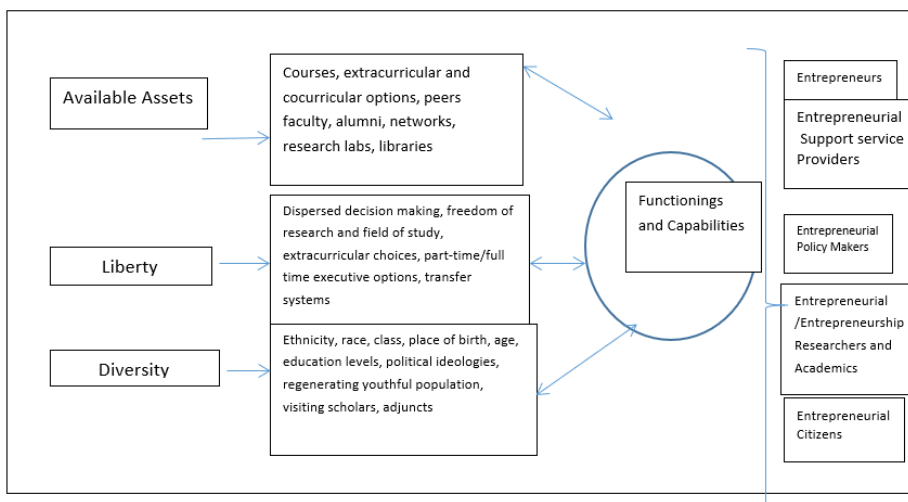 Available Assets
Courses, extracurricular and
cocurricular options, peers
faculty, alumni, networks,
research labs, libraries
Liberty
Dispersed decision making, freedom of
research and field of study,
extracurricular choices, part-time/full
time executive options, transfer
systems
Diversity
Ethnicity, race, class, place of birth, age,
education levels, political ideologies,
regenerating youthful population,
visiting scholars, adjuncts
Functionings
and Capabilities
Entrepreneurs
Entrepreneurial
Support service
Providers
Entrepreneurial
Policy Makers
Entrepreneurial
/Entrepreneurship
Researchers and
Academics
Entrepreneurial
Citizens